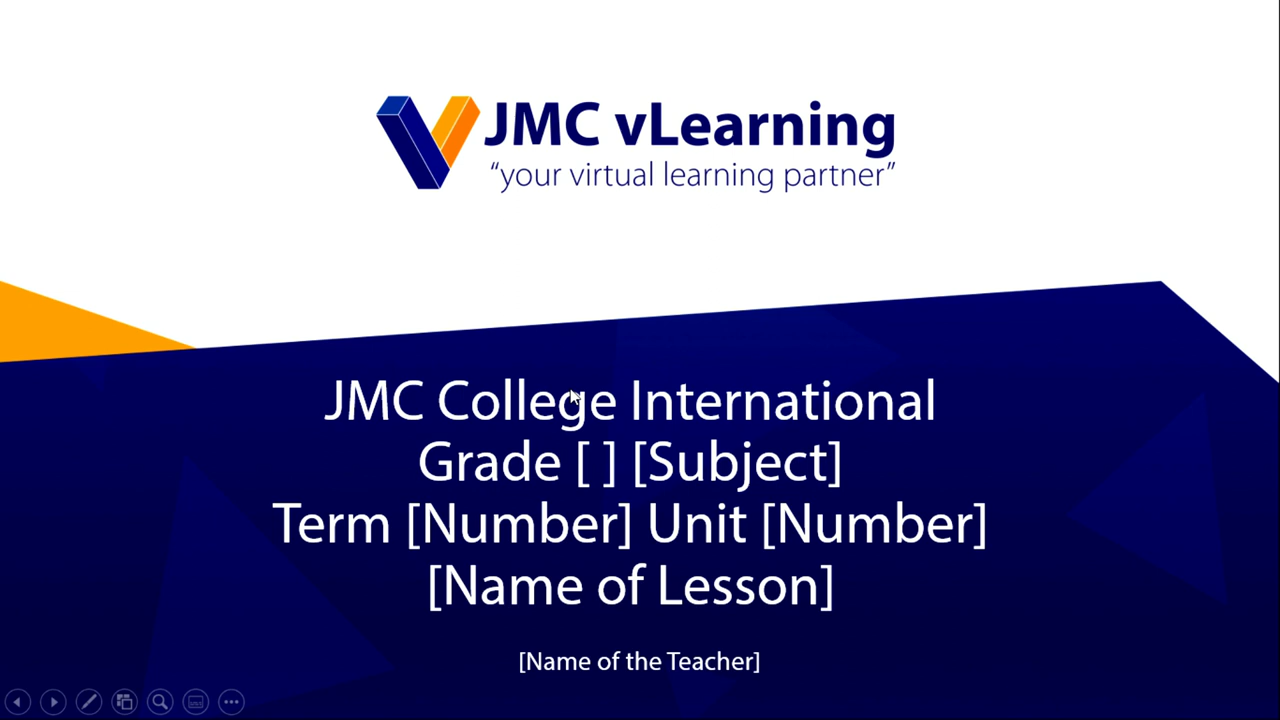 JMC vLearning
“your virtual learning partner”
JMC College International
Grade [ ] [Subject]
Term [Number] Unit [Number]
[Name of Lesson]
[Name of the Teacher]